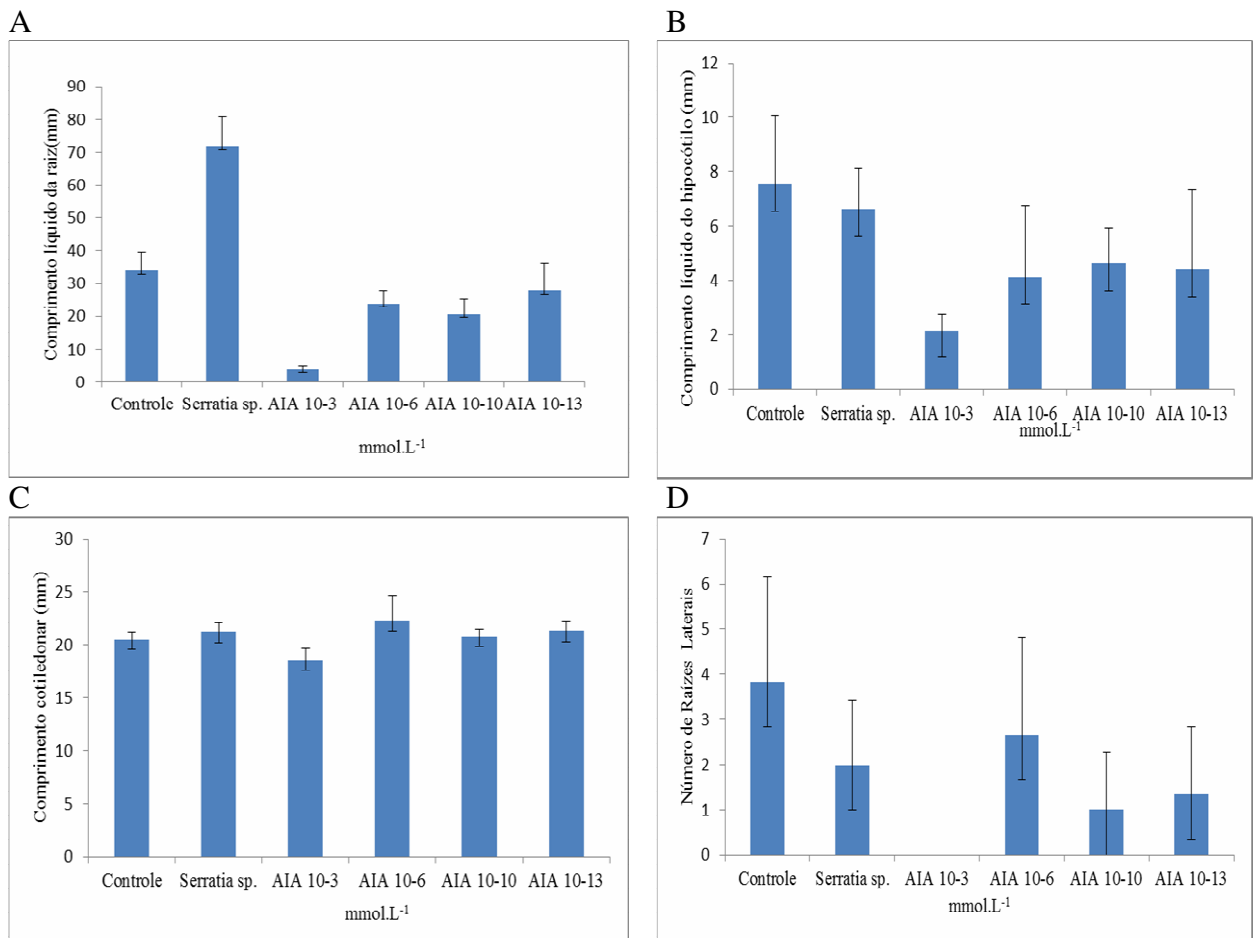 A
Comprimento líquido da raiz(mm)
90
80
70
60
50
40
30
20
10
0
Controle Serratia sp. AIA 10-3 AIA 10-6 AIA 10-10 AIA 10-13
mmol.L-1
B
Comprimento líquido do hipocótilo (mm)
12
10
8
6
4
2
0
Controle Serratia sp. AIA 10-3 AIA 10-6 AIA 10-10 AIA 10-13
mmol.L-1
C
Comprimento cotiledonar (mm)
30
25
20
15
10
5
0
Controle Serratia sp. AIA 10-3 AIA 10-6 AIA 10-10 AIA 10-13
mmol.L-1
D
Número de Raízes Laterais
7
6
5
4
3
2
1
0
Controle Serratia sp. AIA 10-3 AIA 10-6 AIA 10-10 AIA 10-13
mmol.L-1